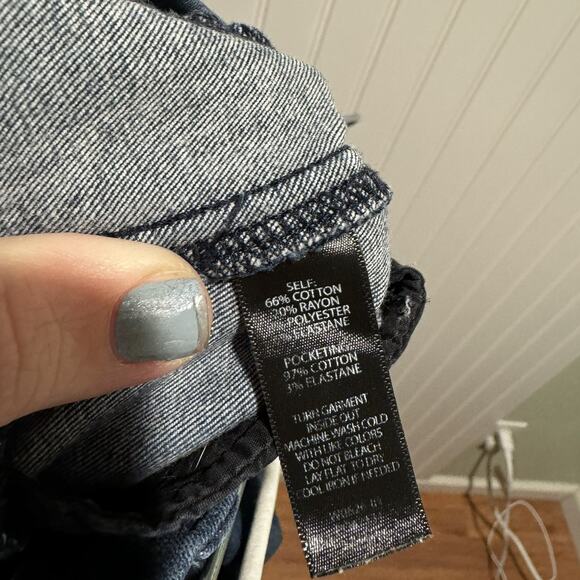 SELF:
66% COTTON
30% RAYON
POLYESTER
ELASTANE
POCKETING:
97% COTTON
3% ELASTANE
TURN GARMENT
INSIDE OUT
MACHINE WASH COLD
WITH LIKE COLORS
DO NOT BLEACH
LAY FLAT TO DRY
COOL IRON IF NEEDED